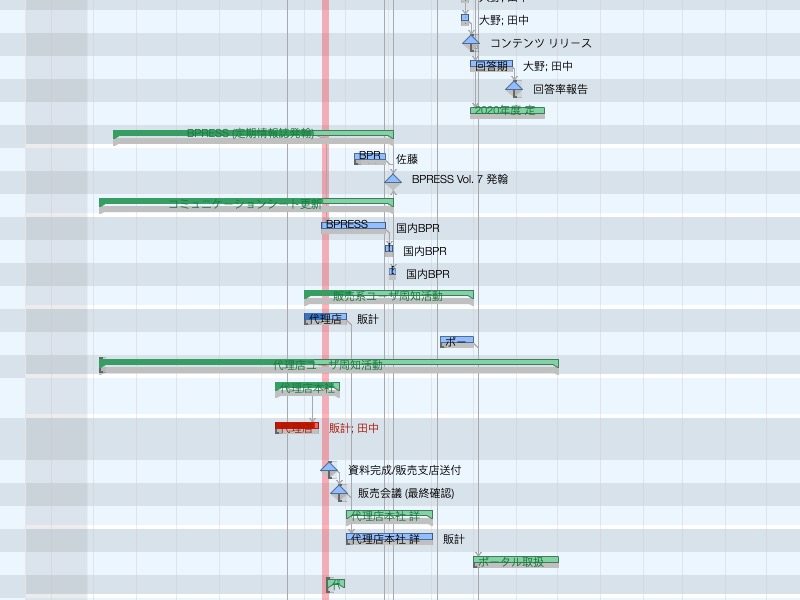 大野; 田中
大野; 田中
コンテンツ リリース
回答期 大野; 田中
回答率報告
2020年度 定
BPRESS (定期情報誌発輸)
BPR 佐藤
BPRESS Vol. 7 発輸
コミュニケーションシート更新
BPRESS 国内BPR
国内BPR
国内BPR
販売系ユーザ周知活動
代理店 販計
ポー
代理店ユーザ周知活動
代理店本社
代理店 販計; 田中
資料完成/販売支店送付
販売会議 (最終確認)
代理店本社 詳
代理店本社 詳 販計
ポータル取扱